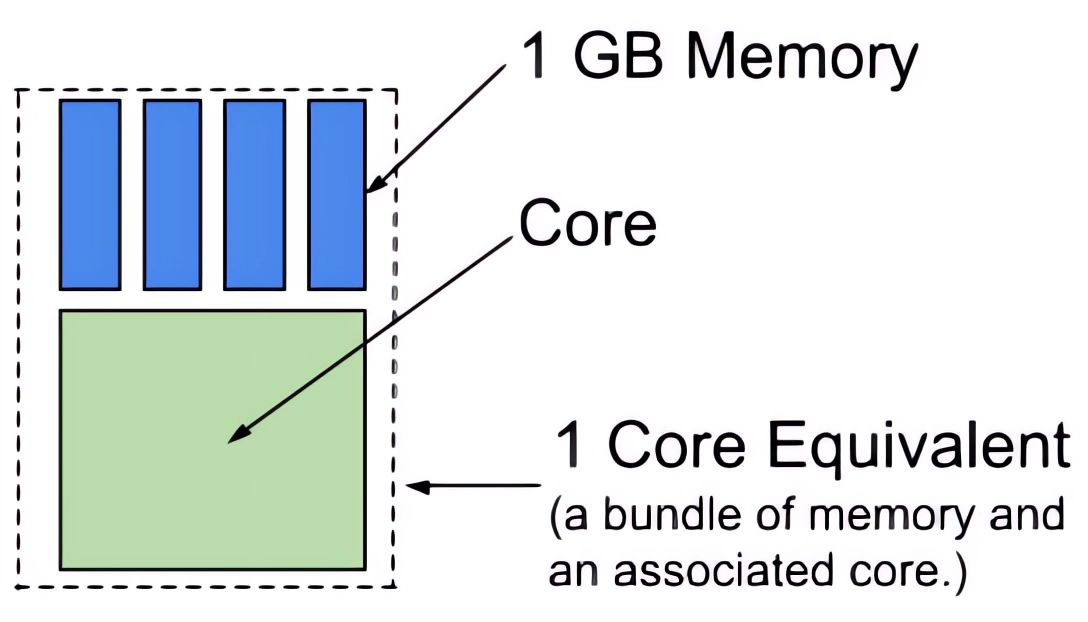 1 GB Memory
Core
1 Core Equivalent
(a bundle of memory and
an associated core.)